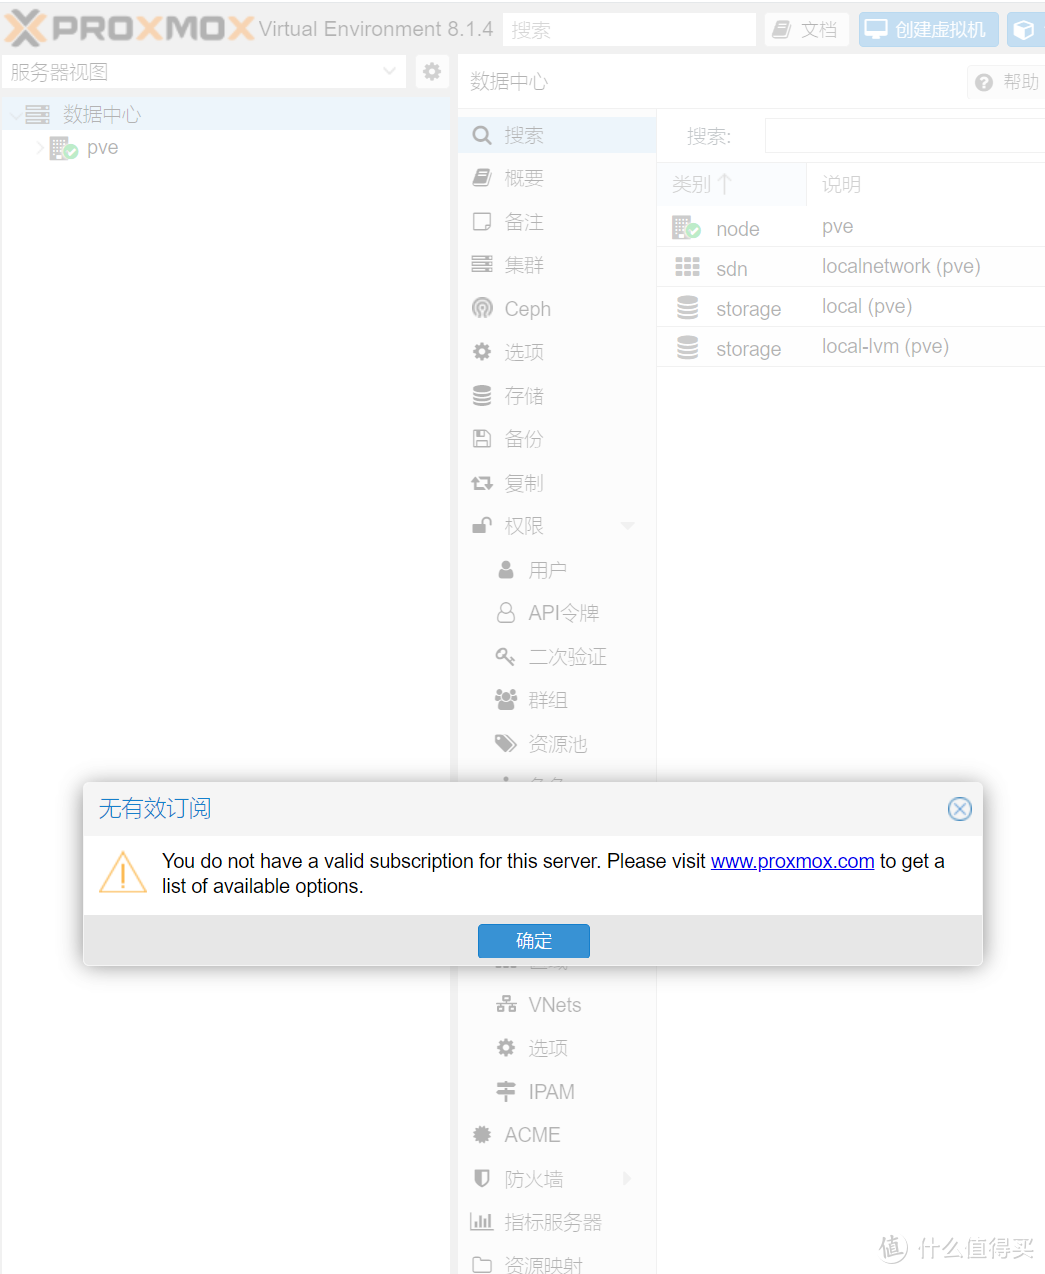 PROXMOX Virtual Environment 8.1.4 搜索 文档 创建虚拟机
服务器视图
数据中心
pve
数据中心 帮助
搜索
概要
备注
集群
Ceph
选项
存储
备份
复制
权限
用户
API令牌
二次验证
群组
资源池
搜索:
类别 说明
node pve
sdn localnetwork (pve)
storage local (pve)
storage local-lvm (pve)
无有效订阅
You do not have a valid subscription for this server. Please visit www.proxmox.com to get a
list of available options.
确定
VNets
选项
IPAM
ACME
防火墙
指标服务器
资源映射
值 什么值得买